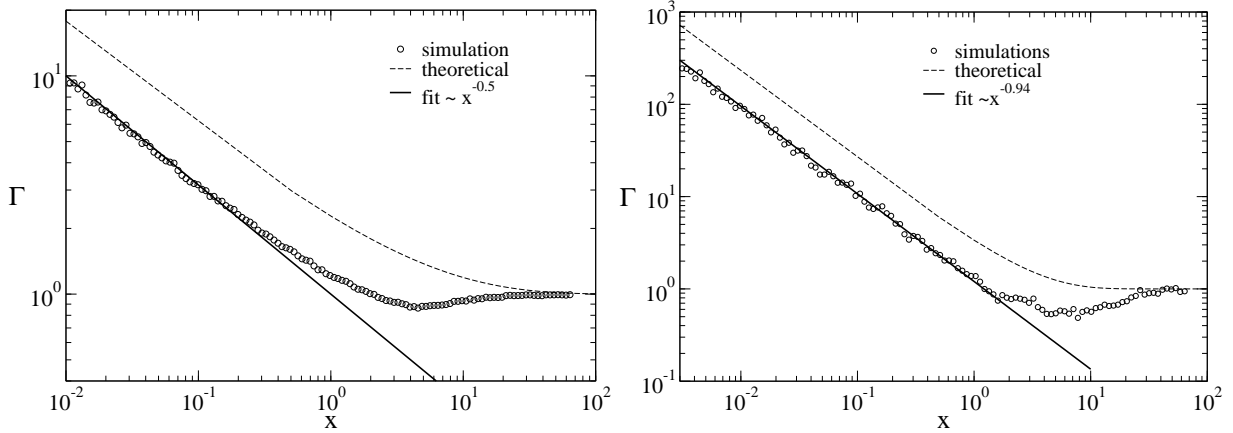 simulation
theoretical
fit ~ x^-0.5
10^1
Γ
10^0
10^-2
10^-1
10^0
10^1
10^2
x
10^3
simulations
theoretical
fit ~x^-0.94
10^2
10^1
Γ
10^0
10^-1
10^-2
10^-1
10^0
10^1
10^2
x